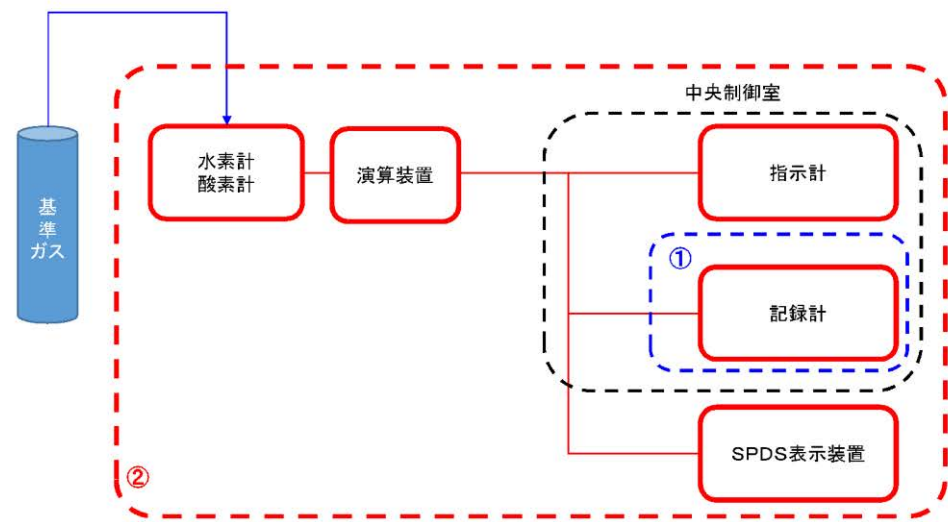 中央制御室
水素計
酸素計
演算装置
指示計
基
準
ガス
①
記録計
SPDS表示装置
②